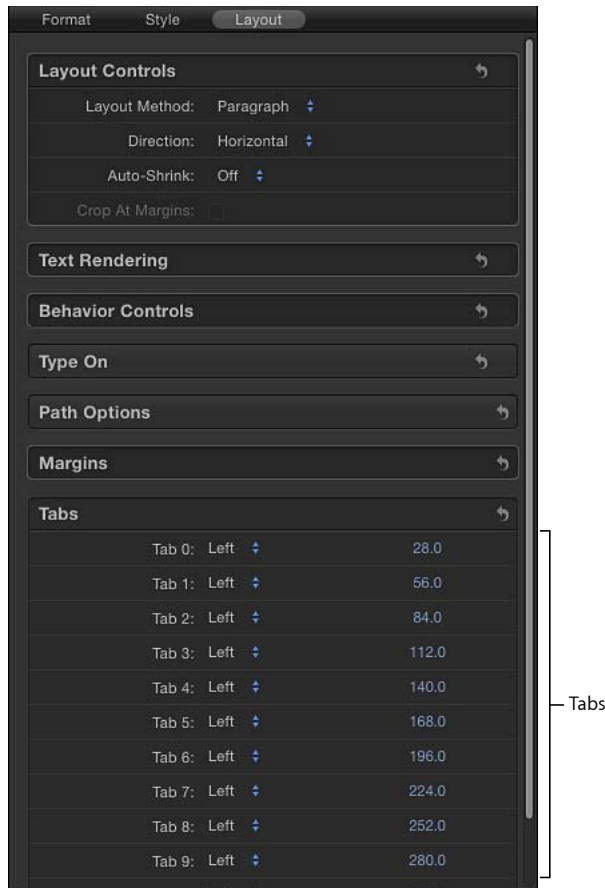 Format Style Layout
Layout Controls
Layout Method: Paragraph
Direction: Horizontal
Auto-Shrink: Off
Crop At Margins:
Text Rendering
Behavior Controls
Type On
Path Options
Margins
Tabs
Tab 0: Left 28.0
Tab 1: Left 56.0
Tab 2: Left 84.0
Tab 3: Left 112.0
Tab 4: Left 140.0
Tab 5: Left 168.0
Tabs
Tab 6: Left 196.0
Tab 7: Left 224.0
Tab 8: Left 252.0
Tab 9: Left 280.0